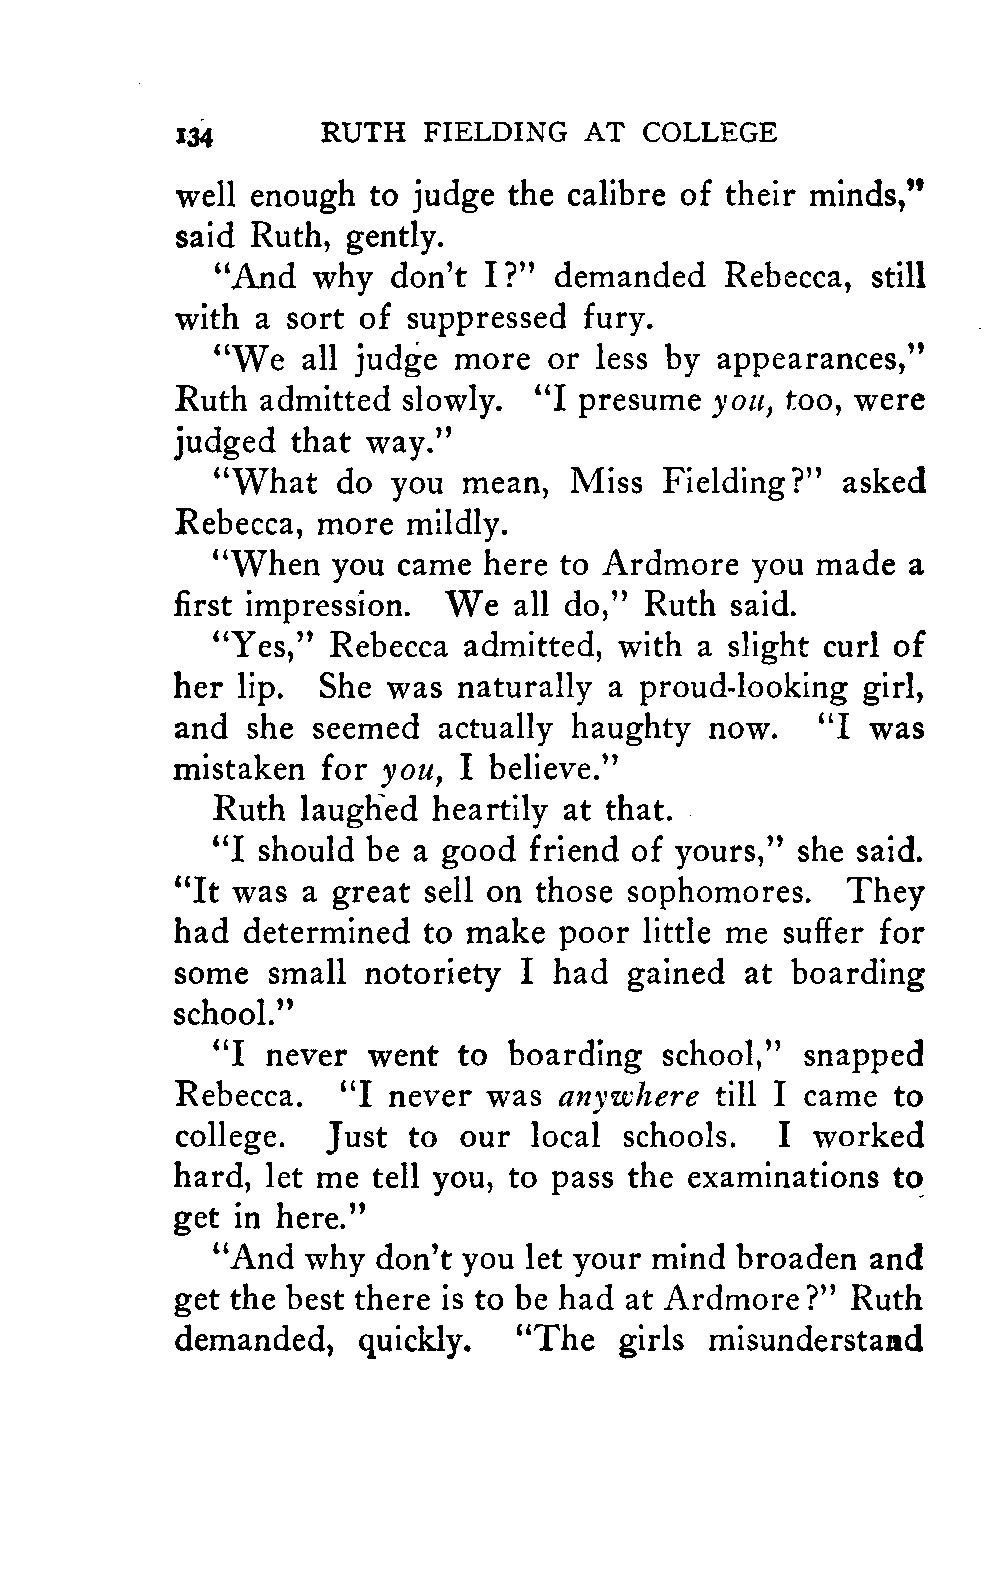 134 RUTH FIELDING AT COLLEGE
well enough to judge the calibre of their minds,"
said Ruth, gently.
"And why don't I?" demanded Rebecca, still
with a sort of suppressed fury.
"We all judge more or less by appearances,"
Ruth admitted slowly. "I presume you, too, were
judged that way."
"What do you mean, Miss Fielding?" asked
Rebecca, more mildly.
"When you came here to Ardmore you made a
first impression. We all do," Ruth said.
"Yes," Rebecca admitted, with a slight curl of
her lip. She was naturally a proud-looking girl,
and she seemed actually haughty now. "I was
mistaken for you, I believe."
Ruth laughed heartily at that.
"I should be a good friend of yours," she said.
"It was a great sell on those sophomores. They
had determined to make poor little me suffer for
some small notoriety I had gained at boarding
school."
"I never went to boarding school," snapped
Rebecca. "I never was anywhere till I came to
college. Just to our local schools. I worked
hard, let me tell you, to pass the examinations to
get in here."
"And why don't you let your mind broaden and
get the best there is to be had at Ardmore?" Ruth
demanded, quickly. "The girls misunderstand